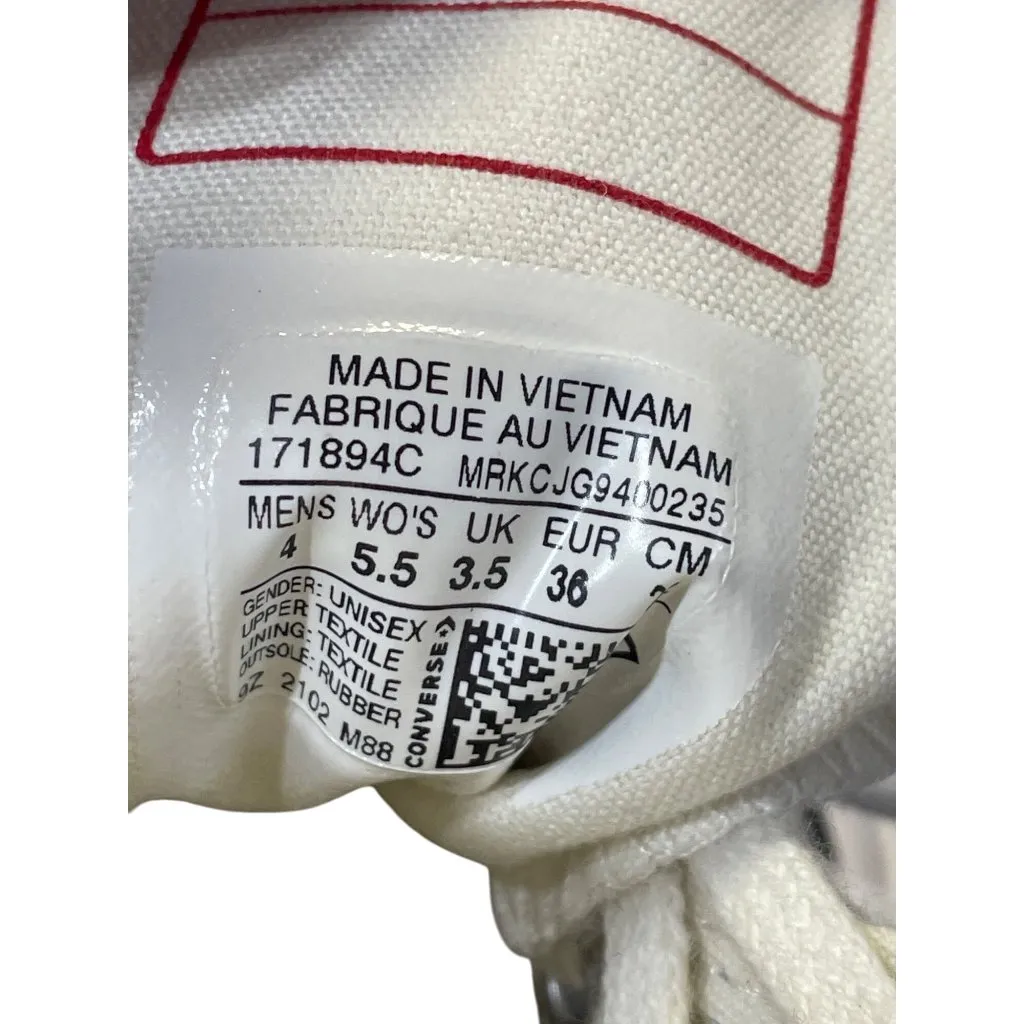 MADE IN VIETNAM
FABRIQUE AU VIETNAM
171894C MRKCJG9400235
MENS WO'S UK EUR CM
4 5.5 3.5 36
GENDER: UNISEX
UPPER: TEXTILE
LINING: TEXTILE
OUTSOLE: RUBBER
9Z 2102 M88
CONVERSE